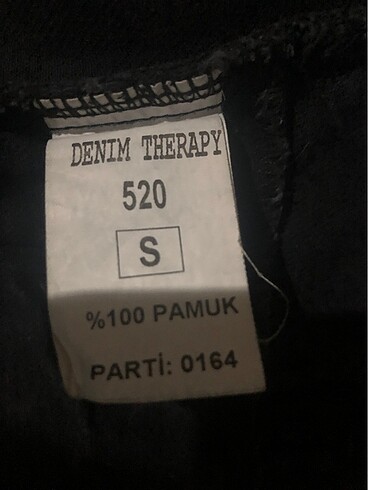 DENIM THERAPY
520
S
%100 PAMUK
PARTİ: 0164